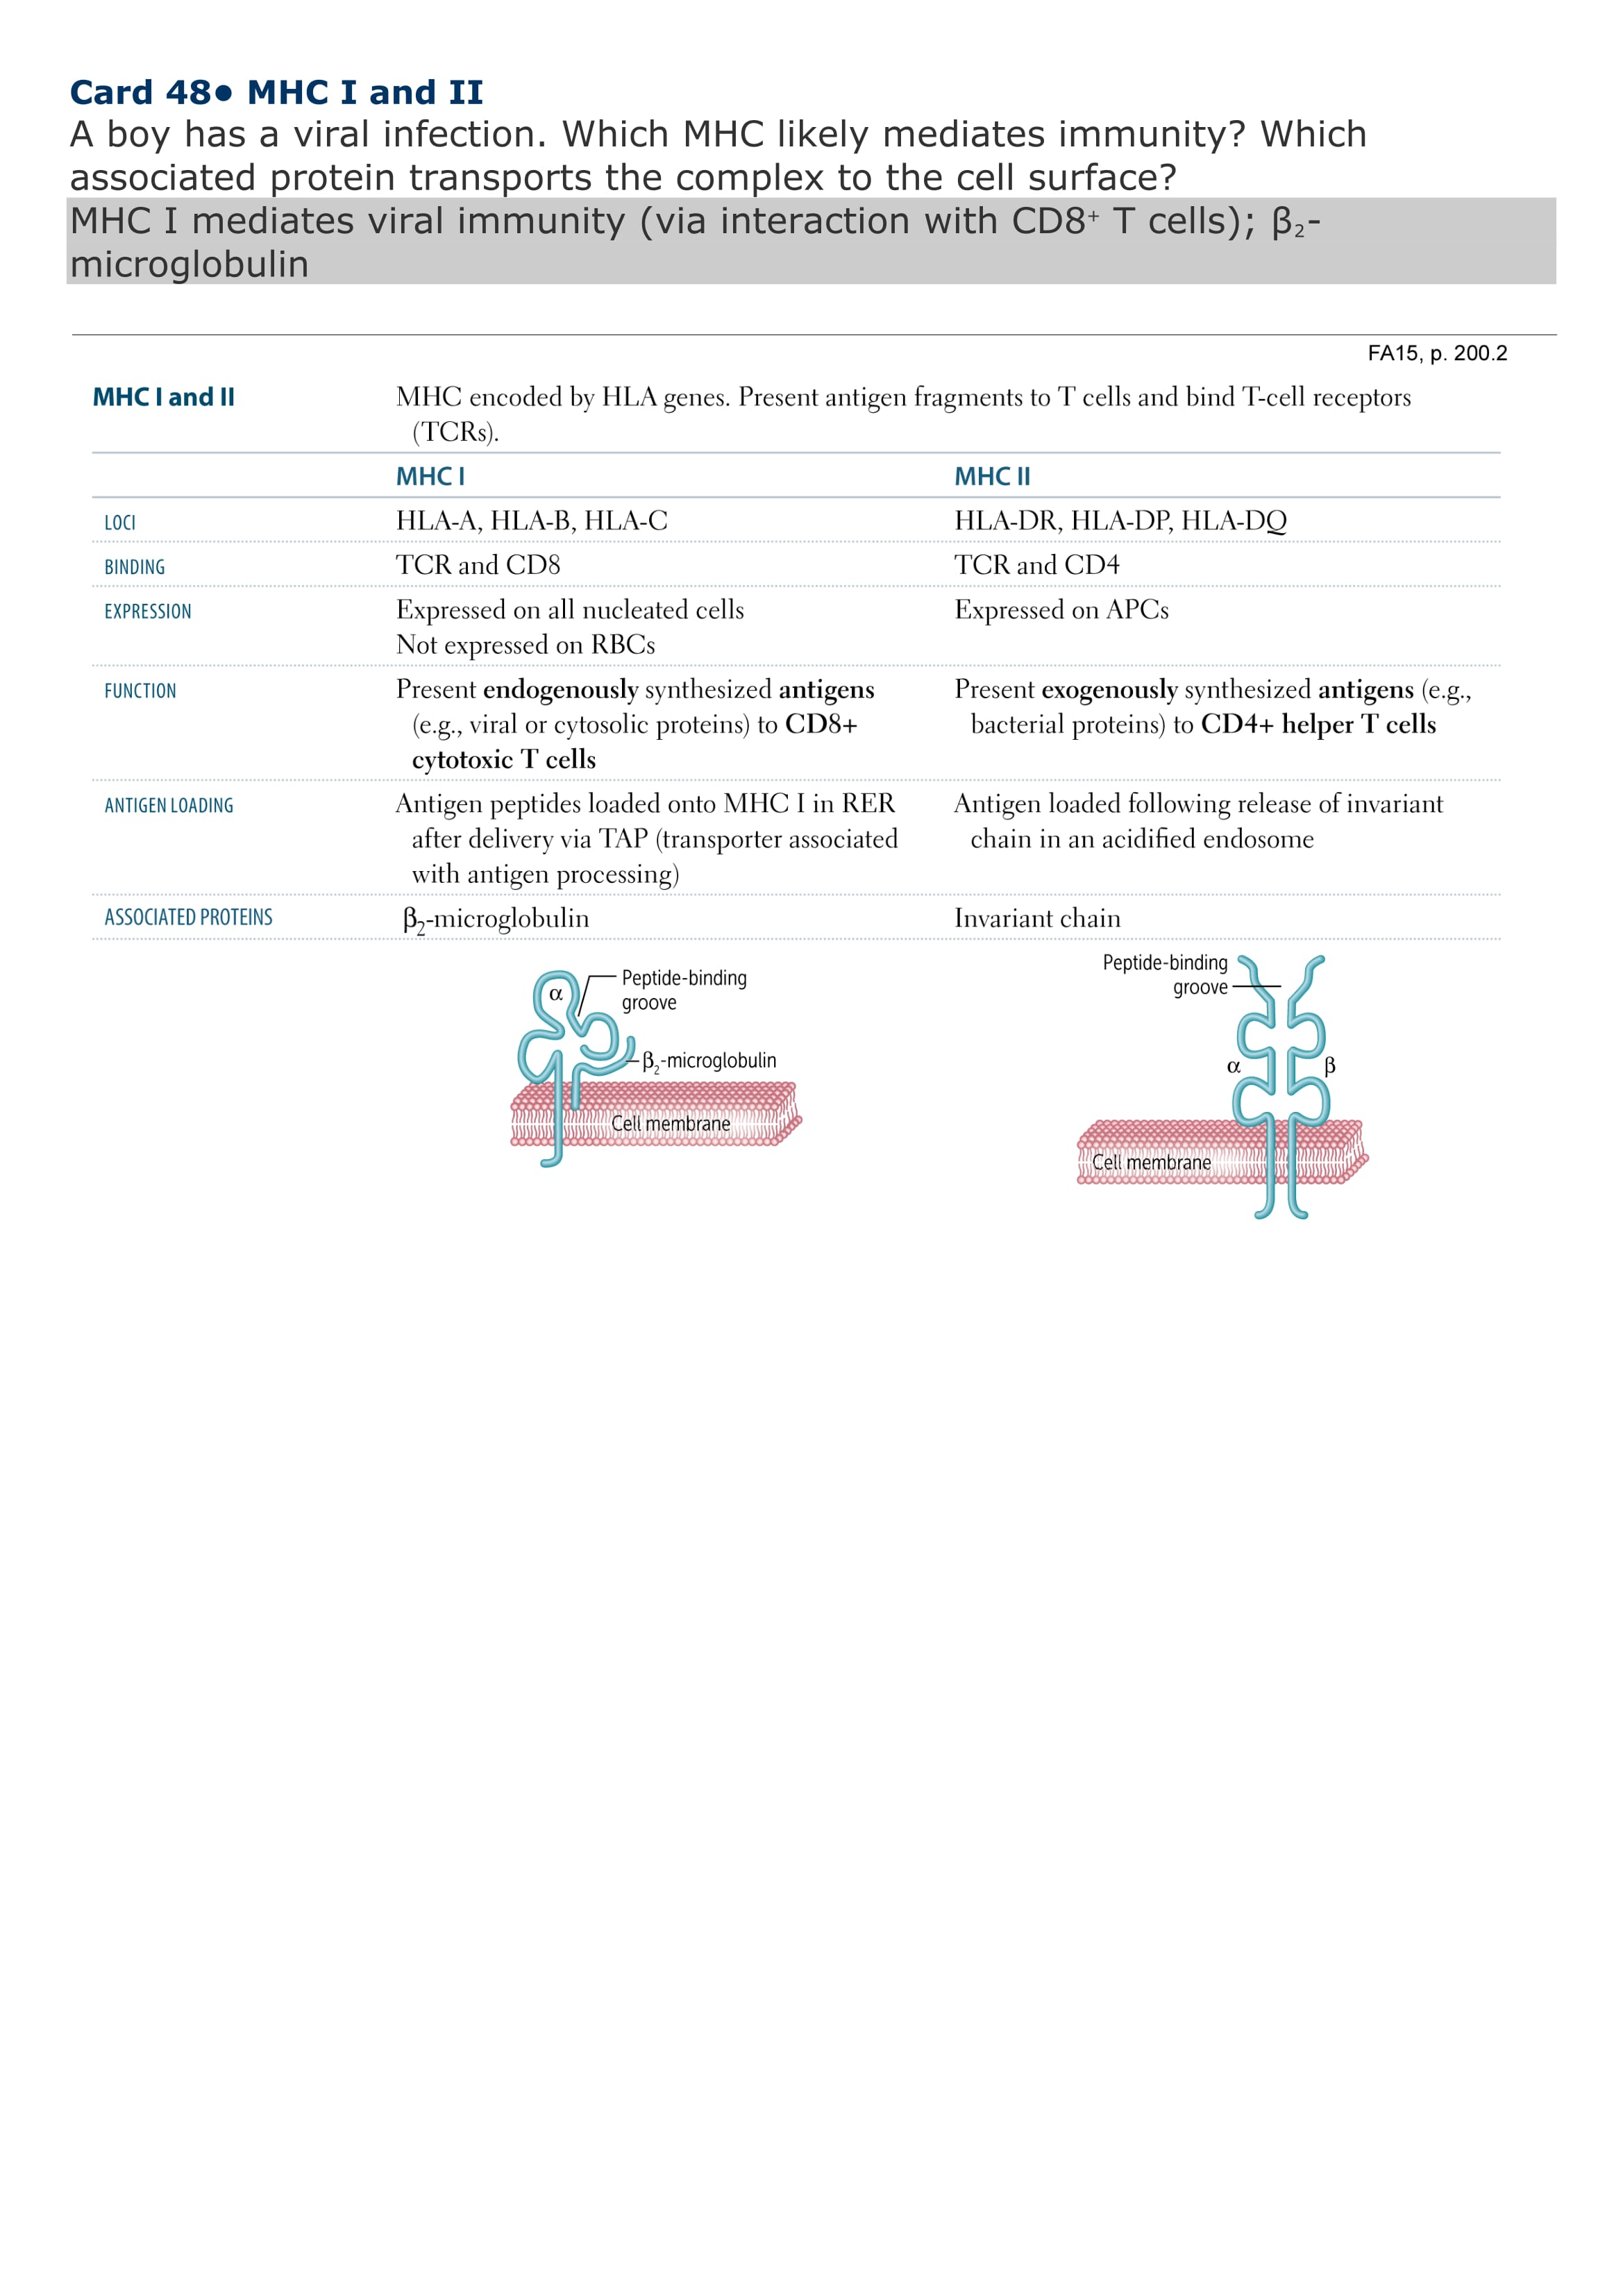 Card 48● MHC I and II
A boy has a viral infection. Which MHC likely mediates immunity? Which
associated protein transports the complex to the cell surface?
MHC I mediates viral immunity (via interaction with CD8⁺ T cells); β₂-
microglobulin
FA15, p. 200.2
MHC I and II MHC encoded by HLA genes. Present antigen fragments to T cells and bind T-cell receptors
(TCRs).
MHC I MHC II
LOCI HLA-A, HLA-B, HLA-C HLA-DR, HLA-DP, HLA-DQ
BINDING TCR and CD8 TCR and CD4
EXPRESSION Expressed on all nucleated cells Expressed on APCs
Not expressed on RBCs
FUNCTION Present endogenously synthesized antigens Present exogenously synthesized antigens (e.g.,
(e.g., viral or cytosolic proteins) to CD8+ bacterial proteins) to CD4+ helper T cells
cytotoxic T cells
ANTIGEN LOADING Antigen peptides loaded onto MHC I in RER Antigen loaded following release of invariant
after delivery via TAP (transporter associated chain in an acidified endosome
with antigen processing)
ASSOCIATED PROTEINS β₂-microglobulin Invariant chain
α Peptide-binding
groove
β₂-microglobulin
Cell membrane
Peptide-binding
groove
α β
Cell membrane